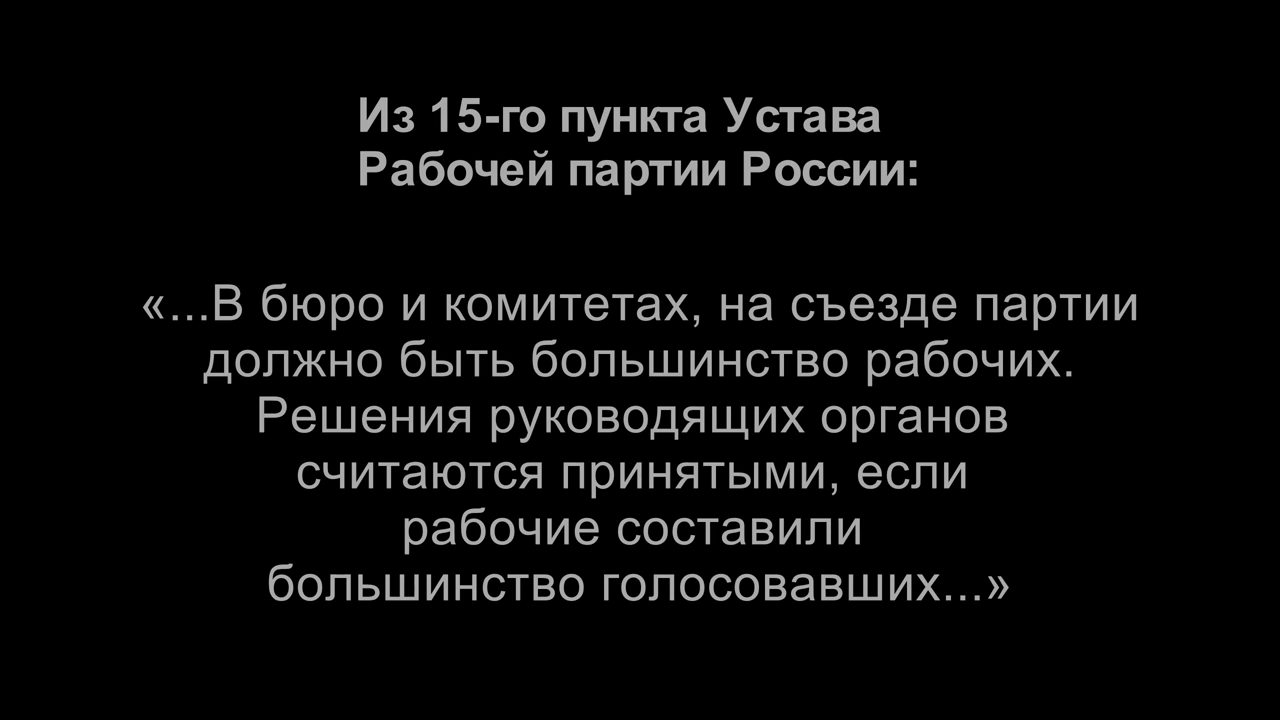 Из 15-го пункта Устава
Рабочей партии России:
«...В бюро и комитетах, на съезде партии
должно быть большинство рабочих.
Решения руководящих органов
считаются принятыми, если
рабочие составили
большинство голосовавших...»